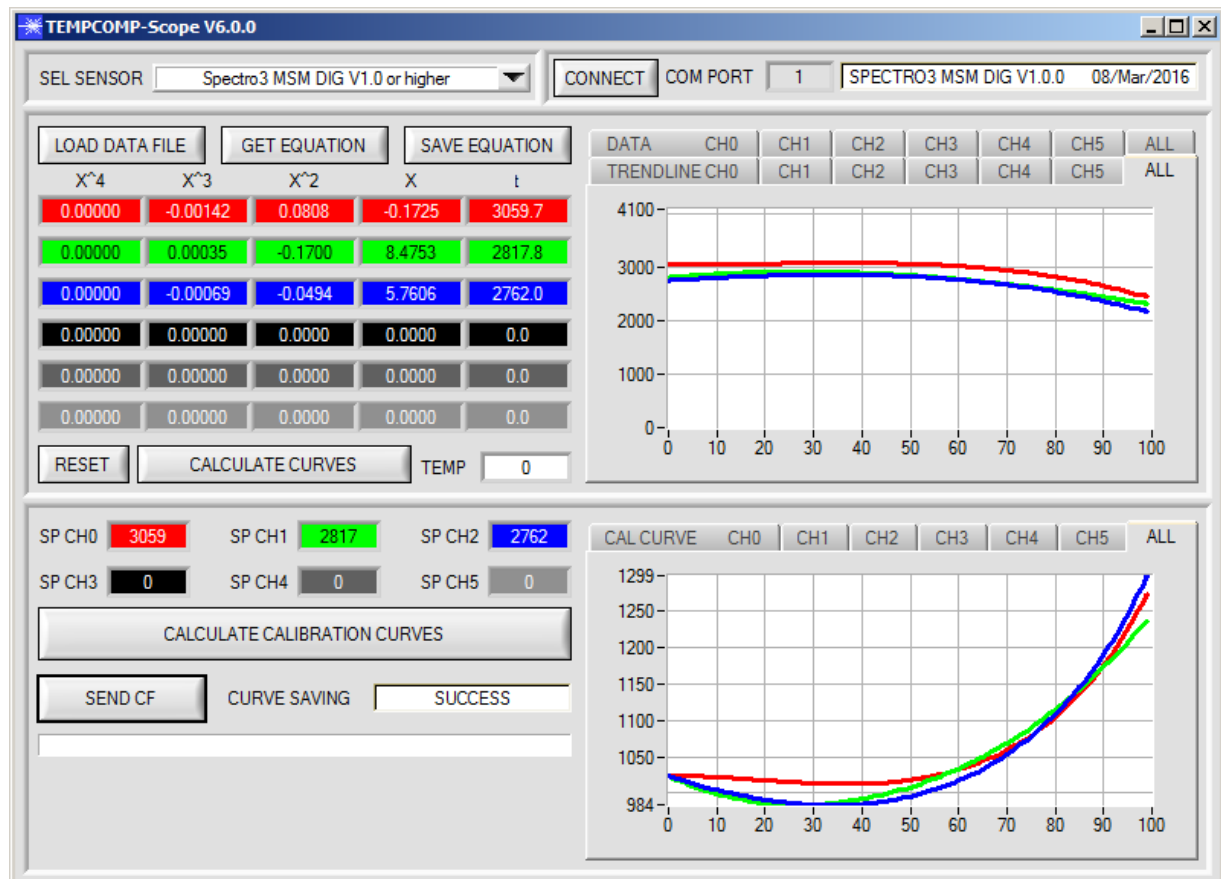 TEMPCOMP-Scope V6.0.0
SEL SENSOR Spectro3 MSM DIG V1.0 or higher CONNECT COM PORT 1 SPECTRO3 MSM DIG V1.0.0 08/Mar/2016
LOAD DATA FILE GET EQUATION SAVE EQUATION
X^4 X^3 X^2 X t
0.00000 -0.00142 0.0808 -0.1725 3059.7
0.00000 0.00035 -0.1700 8.4753 2817.8
0.00000 -0.00069 -0.0494 5.7606 2762.0
0.00000 0.00000 0.0000 0.0000 0.0
0.00000 0.00000 0.0000 0.0000 0.0
0.00000 0.00000 0.0000 0.0000 0.0
RESET CALCULATE CURVES TEMP 0
DATA CH0 CH1 CH2 CH3 CH4 CH5 ALL
TRENDLINE CH0 CH1 CH2 CH3 CH4 CH5 ALL
4100
3000
2000
1000
0
0 10 20 30 40 50 60 70 80 90 100
SP CH0 3059 SP CH1 2817 SP CH2 2762
SP CH3 0 SP CH4 0 SP CH5 0
CALCULATE CALIBRATION CURVES
SEND CF CURVE SAVING SUCCESS
CAL CURVE CH0 CH1 CH2 CH3 CH4 CH5 ALL
1299
1250
1200
1150
1100
1050
984
0 10 20 30 40 50 60 70 80 90 100